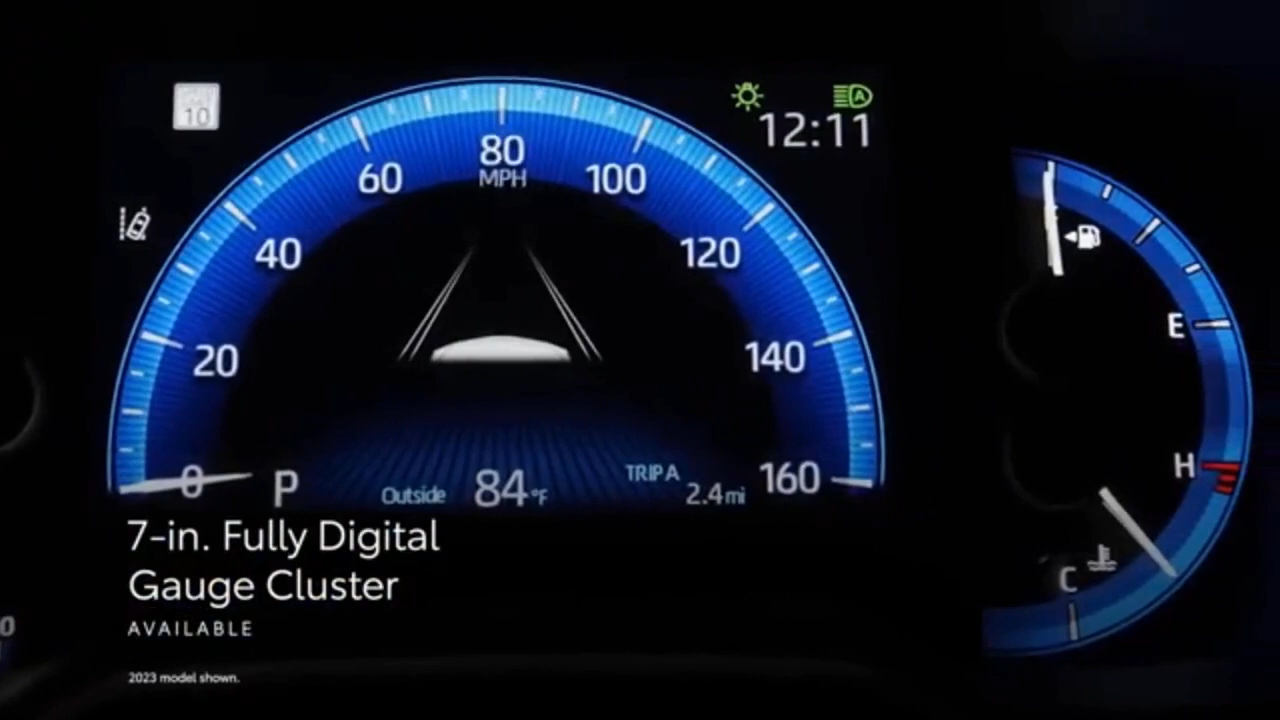 10
12:11
80
MPH
60
100
40
120
20
140
E
H
C
0
P
Outside
84°F
TRIP A
2.4 mi
160
7-in. Fully Digital
Gauge Cluster
AVAILABLE
2023 model shown.